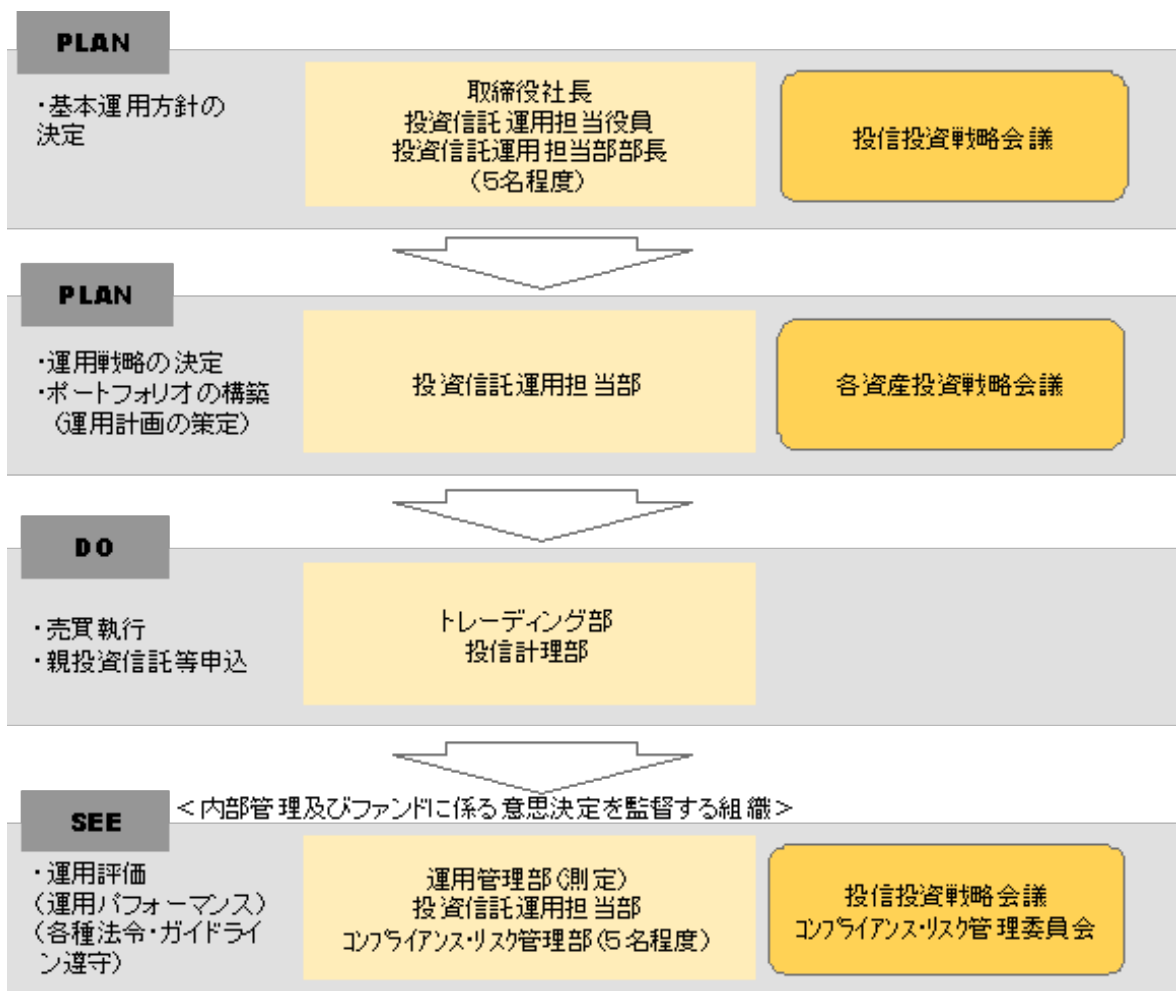 PLAN
・基本運用方針の
決定
取締役社長
投資信託運用担当役員
投資信託運用担当部部長
（5名程度）
投信投資戦略会議
PLAN
・運用戦略の決定
・ポートフォリオの構築
（運用計画の策定）
投資信託運用担当部
各資産投資戦略会議
DO
・売買執行
・親投資信託等申込
トレーディング部
投信計理部
＜内部管理及びファンドに係る意思決定を監督する組織＞
SEE
・運用評価
（運用パフォーマンス）
（各種法令・ガイドライ
ン遵守）
運用管理部（測定）
投資信託運用担当部
コンプライアンス・リスク管理部（5名程度）
投信投資戦略会議
コンプライアンス・リスク管理委員会